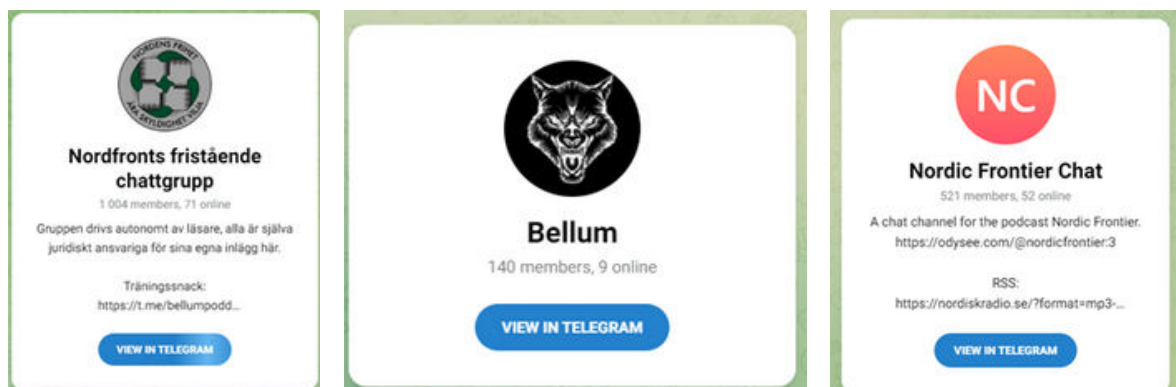 NORDENS FRIHET
ÄRA SKYLDIGHET VILJA
Nordfronts fristående
chattgrupp
1 004 members, 71 online
Gruppen drivs autonomt av läsare, alla är själva
juridiskt ansvariga för sina egna inlägg här.
Träningssnack:
https://t.me/bellumpodd...
VIEW IN TELEGRAM
Bellum
140 members, 9 online
VIEW IN TELEGRAM
NC
Nordic Frontier Chat
521 members, 52 online
A chat channel for the podcast Nordic Frontier.
https://odysee.com/@nordicfrontier:3
RSS:
https://nordiskradio.se/?format=mp3-...
VIEW IN TELEGRAM